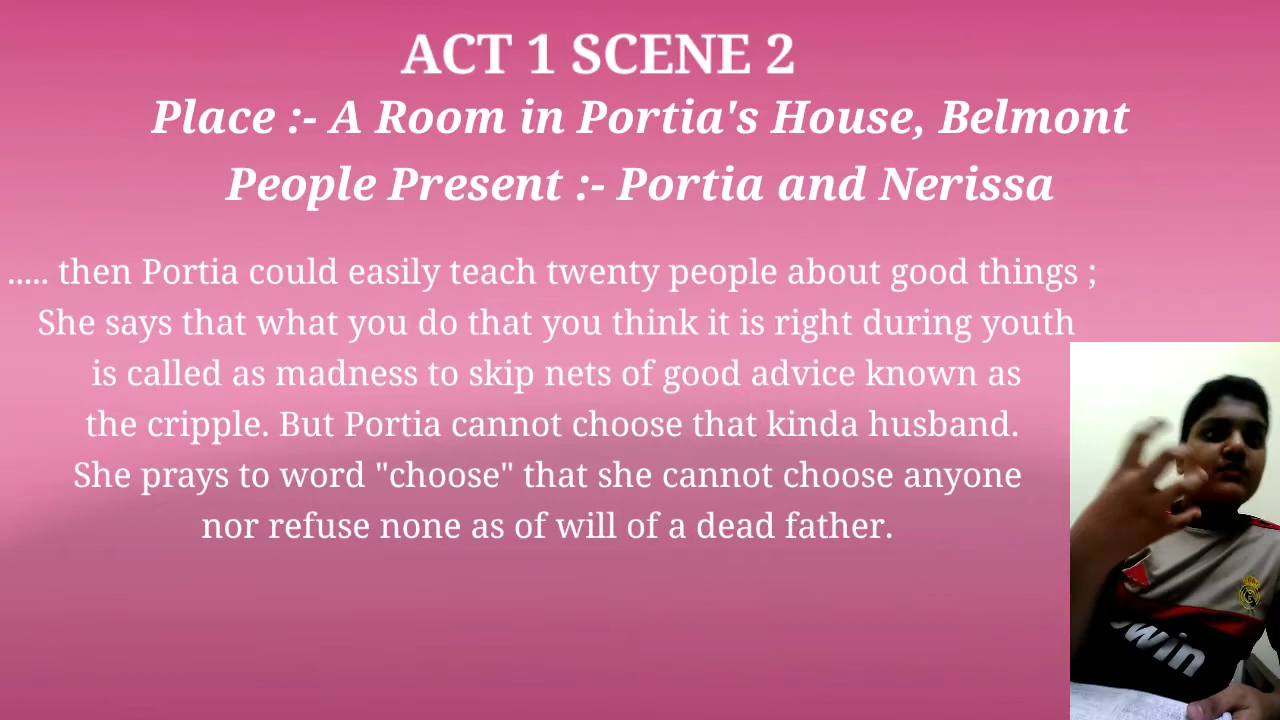 ACT 1 SCENE 2
Place :- A Room in Portia's House, Belmont
People Present :- Portia and Nerissa
..... then Portia could easily teach twenty people about good things ;
She says that what you do that you think it is right during youth
is called as madness to skip nets of good advice known as
the cripple. But Portia cannot choose that kinda husband.
She prays to word "choose" that she cannot choose anyone
nor refuse none as of will of a dead father.
win